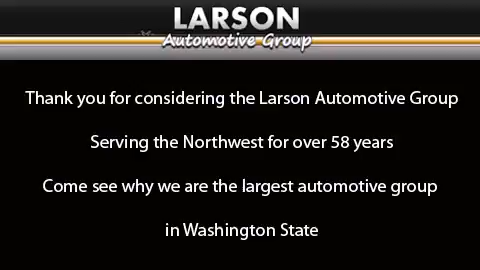 LARSON
Automotive Group
Thank you for considering the Larson Automotive Group
Serving the Northwest for over 58 years
Come see why we are the largest automotive group
in Washington State